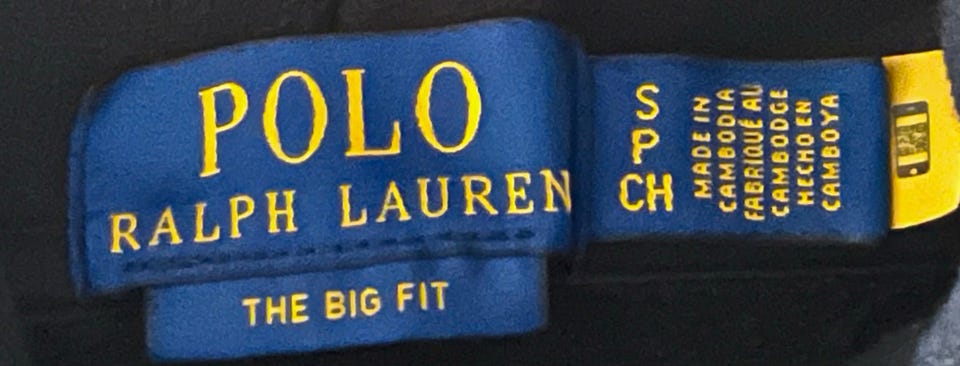 POLO
RALPH LAUREN
THE BIG FIT
S
P
CH
MADE IN
CAMBODIA
FABRIQUÉ AU
CAMBODGE
HECHO EN
CAMBOYA